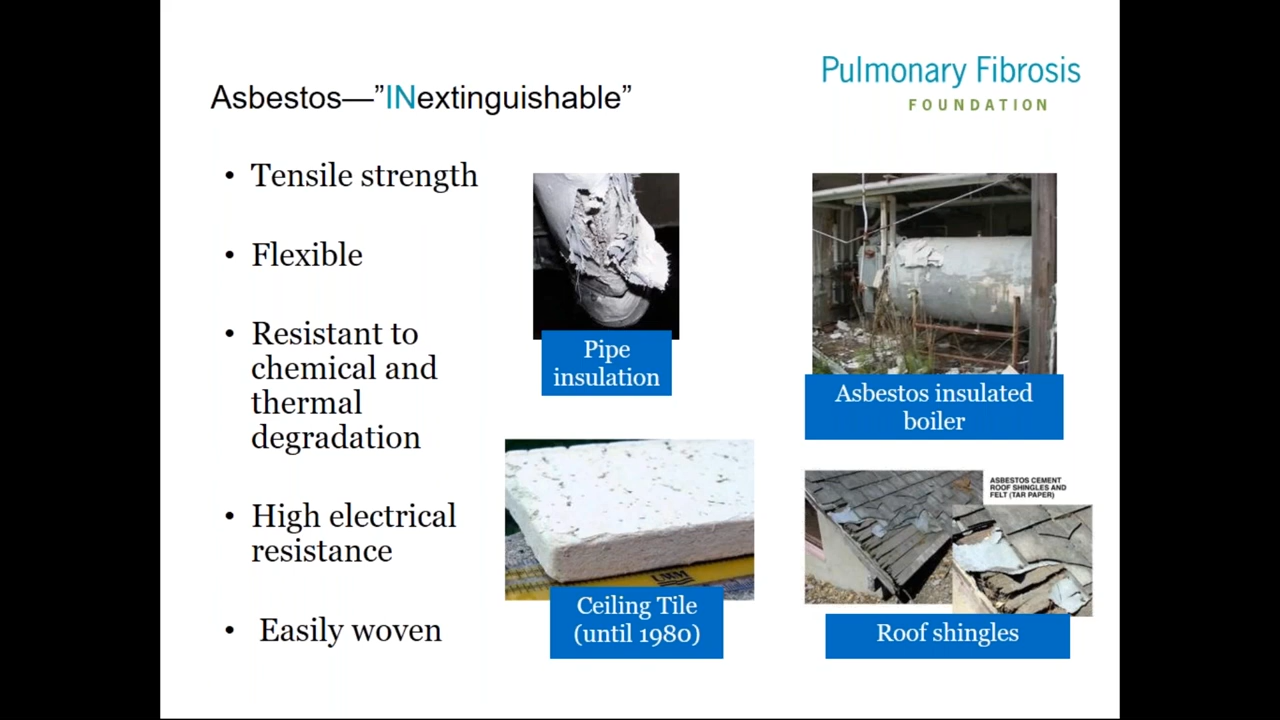 Pulmonary Fibrosis
FOUNDATION
Asbestos—”INextinguishable”
• Tensile strength
• Flexible
• Resistant to
chemical and
thermal
degradation
• High electrical
resistance
• Easily woven
Pipe
insulation
Asbestos insulated
boiler
Ceiling Tile
(until 1980)
ASBESTOS CEMENT
ROOF SHINGLES AND
FELT (TAR PAPER)
Roof shingles